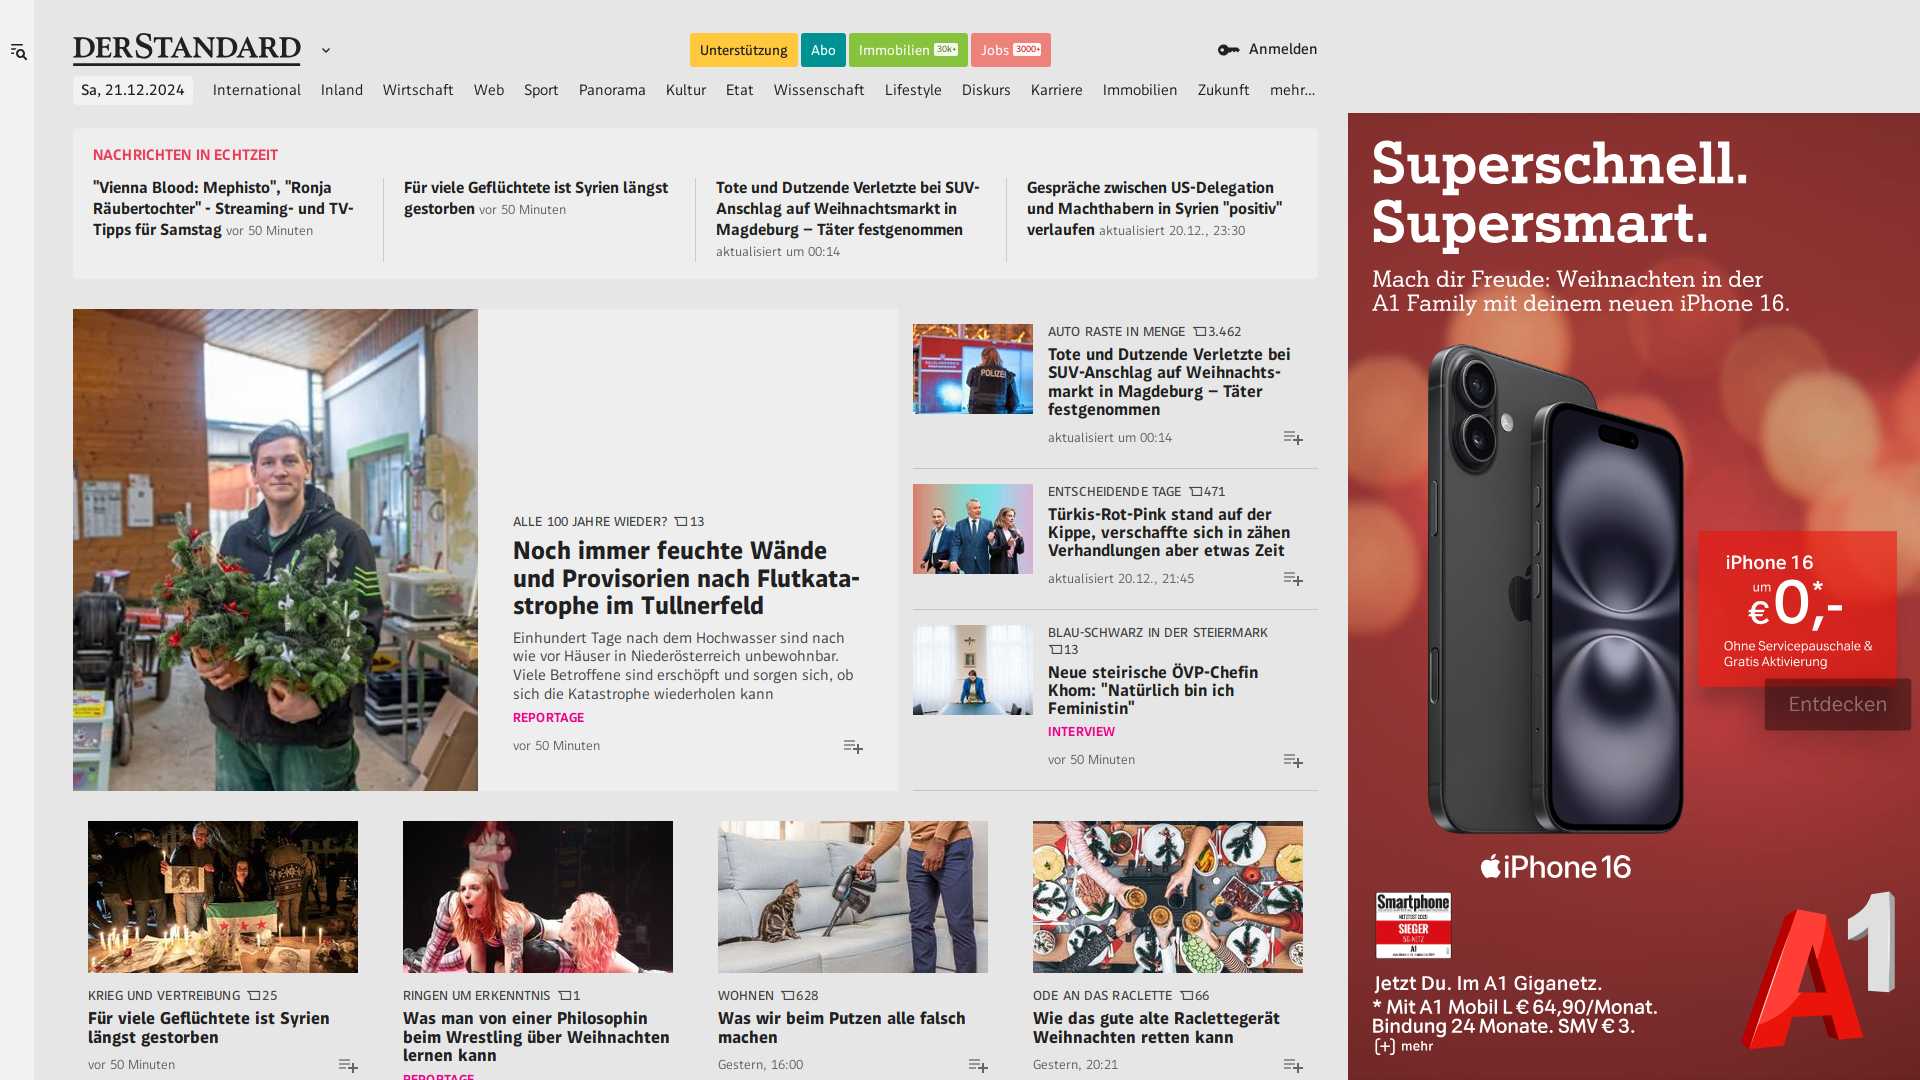 DERSTANDARD
Unterstützung
Abo
Immobilien 30k+
Jobs 3000+
Anmelden
Sa, 21.12.2024
International
Inland
Wirtschaft
Web
Sport
Panorama
Kultur
Etat
Wissenschaft
Lifestyle
Diskurs
Karriere
Immobilien
Zukunft
mehr...
NACHRICHTEN IN ECHTZEIT
"Vienna Blood: Mephisto", "Ronja
Räubertochter" - Streaming- und TV-
Tipps für Samstag vor 50 Minuten
Für viele Geflüchtete ist Syrien längst
gestorben vor 50 Minuten
Tote und Dutzende Verletzte bei SUV-
Anschlag auf Weihnachtsmarkt in
Magdeburg – Täter festgenommen
aktualisiert um 00:14
Gespräche zwischen US-Delegation
und Machthabern in Syrien "positiv"
verlaufen aktualisiert 20.12., 23:30
ALLE 100 JAHRE WIEDER? 13
Noch immer feuchte Wände
und Provisorien nach Flutkata-
strophe im Tullnerfeld
Einhundert Tage nach dem Hochwasser sind nach
wie vor Häuser in Niederösterreich unbewohnbar.
Viele Betroffene sind erschöpft und sorgen sich, ob
sich die Katastrophe wiederholen kann
REPORTAGE
vor 50 Minuten
POLIZEI
AUTO RASTE IN MENGE 3.462
Tote und Dutzende Verletzte bei
SUV-Anschlag auf Weihnachts-
markt in Magdeburg – Täter
festgenommen
aktualisiert um 00:14
ENTSCHEIDENDE TAGE 471
Türkis-Rot-Pink stand auf der
Kippe, verschaffte sich in zähen
Verhandlungen aber etwas Zeit
aktualisiert 20.12., 21:45
BLAU-SCHWARZ IN DER STEIERMARK
13
Neue steirische ÖVP-Chefin
Khom: "Natürlich bin ich
Feministin"
INTERVIEW
vor 50 Minuten
KRIEG UND VERTREIBUNG 25
Für viele Geflüchtete ist Syrien
längst gestorben
vor 50 Minuten
RINGEN UM ERKENNTNIS 1
Was man von einer Philosophin
beim Wrestling über Weihnachten
lernen kann
REPORTAGE
WOHNEN 628
Was wir beim Putzen alle falsch
machen
Gestern, 16:00
ODE AN DAS RACLETTE 66
Wie das gute alte Raclettegerät
Weihnachten retten kann
Gestern, 20:21
Superschnell.
Supersmart.
Mach dir Freude: Weihnachten in der
A1 Family mit deinem neuen iPhone 16.
iPhone 16
um
€ 0,-*
Ohne Servicepauschale &
Gratis Aktivierung
Entdecken
iPhone 16
Smartphone
SIEGER
5G-NETZ
A1
Jetzt Du. Im A1 Giganetz.
* Mit A1 Mobil L € 64,90/Monat.
Bindung 24 Monate. SMV € 3.
[+] mehr
A1